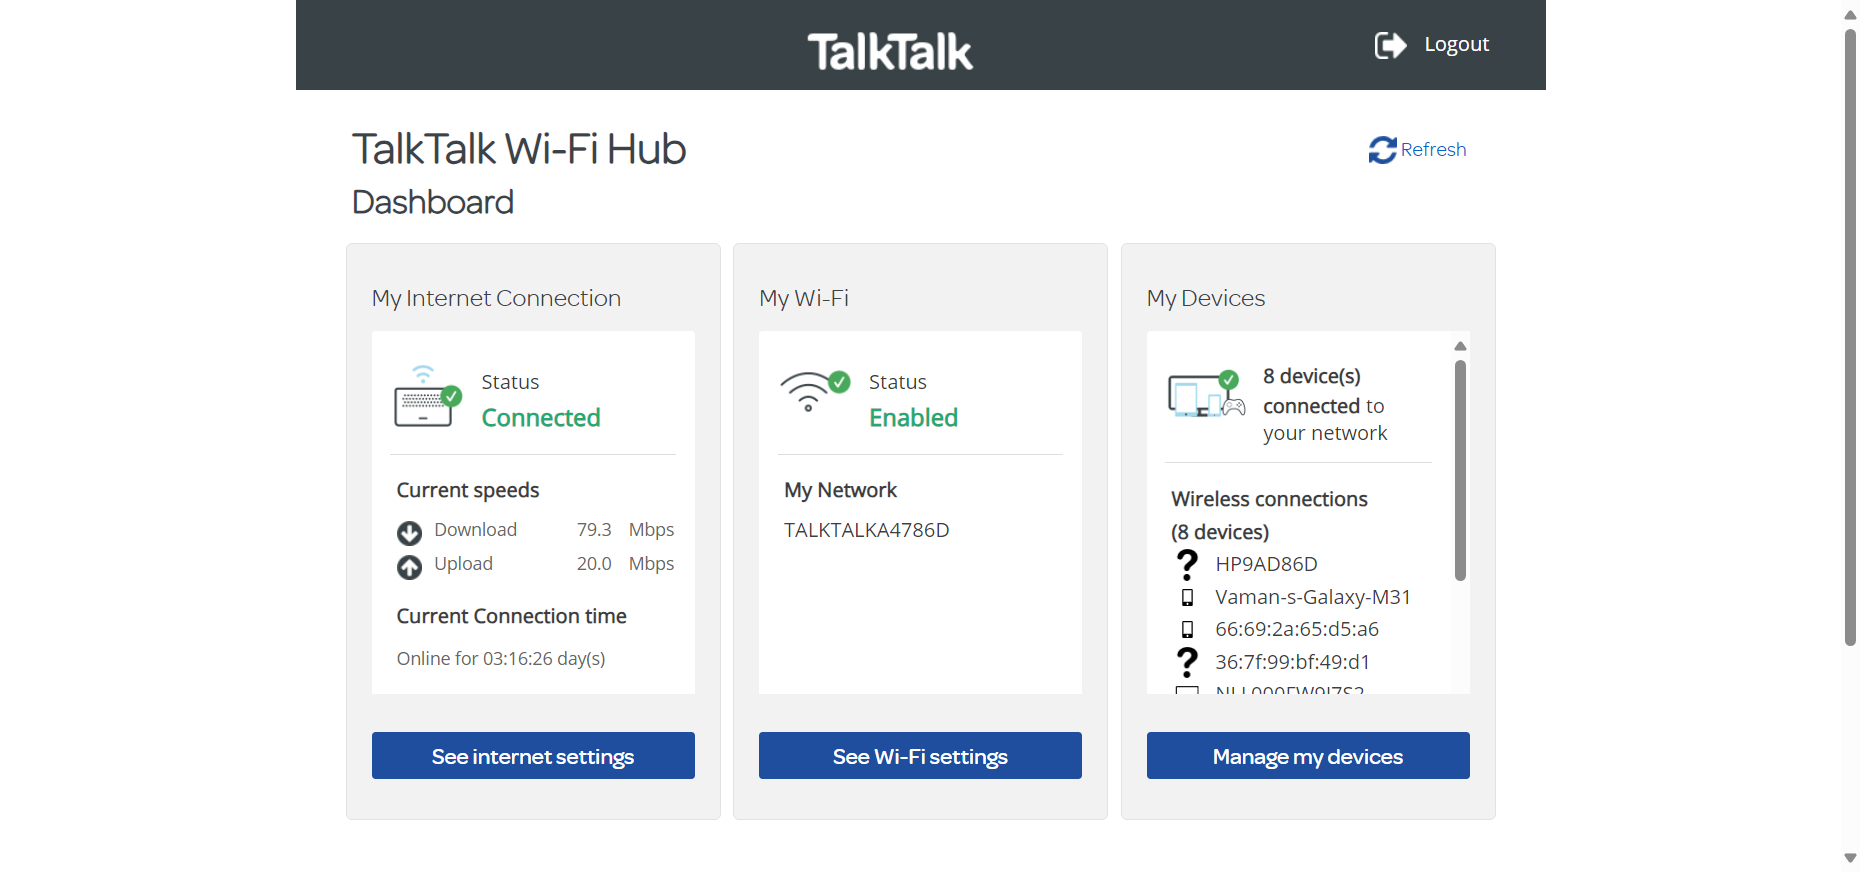 TalkTalk
Logout
TalkTalk Wi-Fi Hub
Refresh
Dashboard
My Internet Connection
Status
Connected
Current speeds
Download 79.3 Mbps
Upload 20.0 Mbps
Current Connection time
Online for 03:16:26 day(s)
See internet settings
My Wi-Fi
Status
Enabled
My Network
TALKTALKA4786D
See Wi-Fi settings
My Devices
8 device(s)
connected to
your network
Wireless connections
(8 devices)
HP9AD86D
Vaman-s-Galaxy-M31
66:69:2a:65:d5:a6
36:7f:99:bf:49:d1
Manage my devices